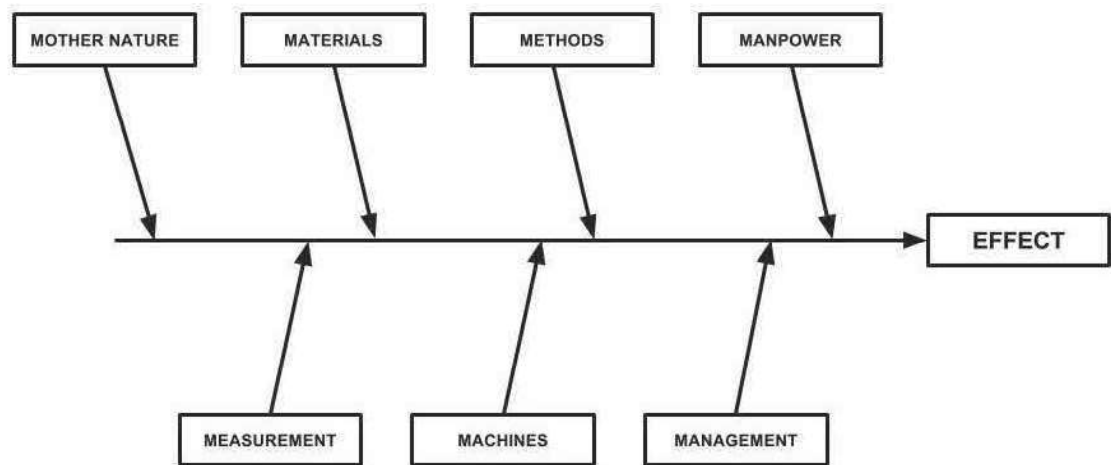 MOTHER NATURE
MATERIALS
METHODS
MANPOWER
EFFECT
MEASUREMENT
MACHINES
MANAGEMENT